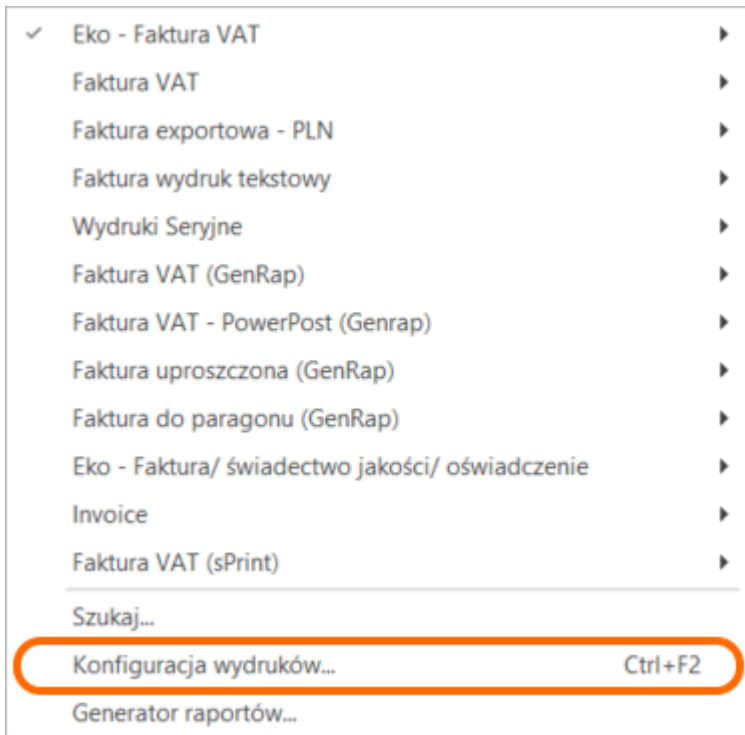 Eko - Faktura VAT
Faktura VAT
Faktura exportowa - PLN
Faktura wydruk tekstowy
Wydruki Seryjne
Faktura VAT (GenRap)
Faktura VAT - PowerPost (Genrap)
Faktura uproszczona (GenRap)
Faktura do paragonu (GenRap)
Eko - Faktura/ świadectwo jakości/ oświadczenie
Invoice
Faktura VAT (sPrint)
Szukaj...
Konfiguracja wydruków... Ctrl+F2
Generator raportów...